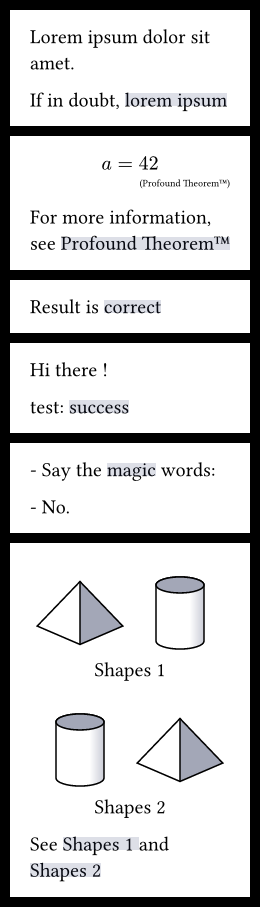 Lorem ipsum dolor sit
amet.
If in doubt, lorem ipsum
a = 42
(Profound Theorem™)
For more information,
see Profound Theorem™
Result is correct
Hi there !
test: success
- Say the magic words:
- No.
Shapes 1
Shapes 2
See Shapes 1 and
Shapes 2